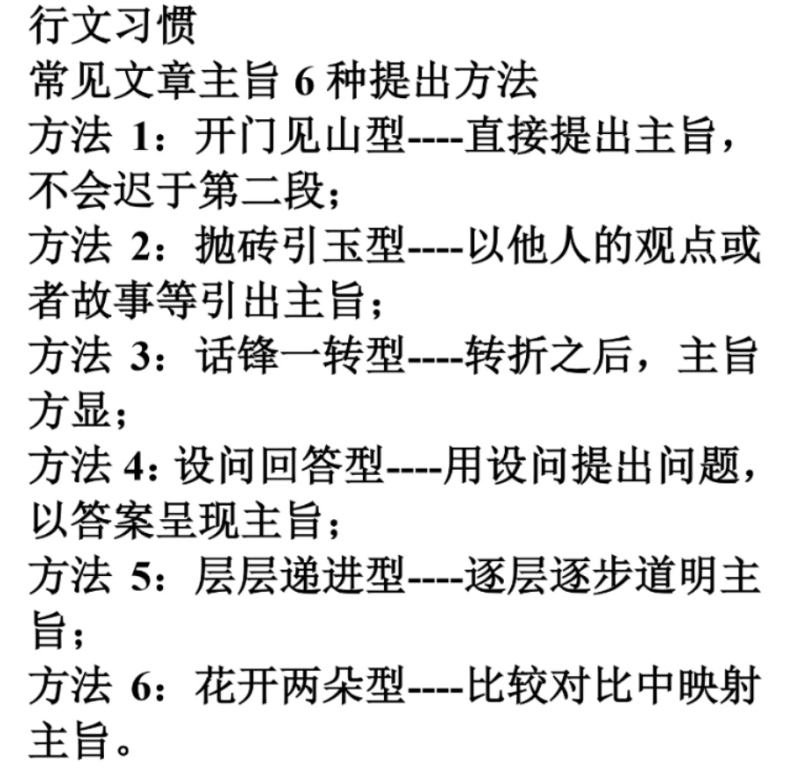 行文习惯
常见文章主旨 6 种提出方法
方法 1：开门见山型----直接提出主旨，
不会迟于第二段；
方法 2：抛砖引玉型----以他人的观点或
者故事等引出主旨；
方法 3：话锋一转型----转折之后，主旨
方显；
方法 4：设问回答型----用设问提出问题，
以答案呈现主旨；
方法 5：层层递进型----逐层逐步道明主
旨；
方法 6：花开两朵型----比较对比中映射
主旨。